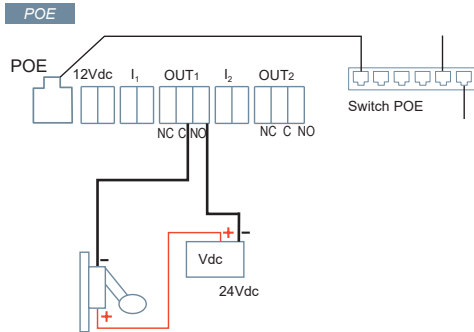 POE
POE 12Vdc I1 OUT1 I2 OUT2
Switch POE
NC C NO NC C NO
- + -
Vdc
24Vdc
+